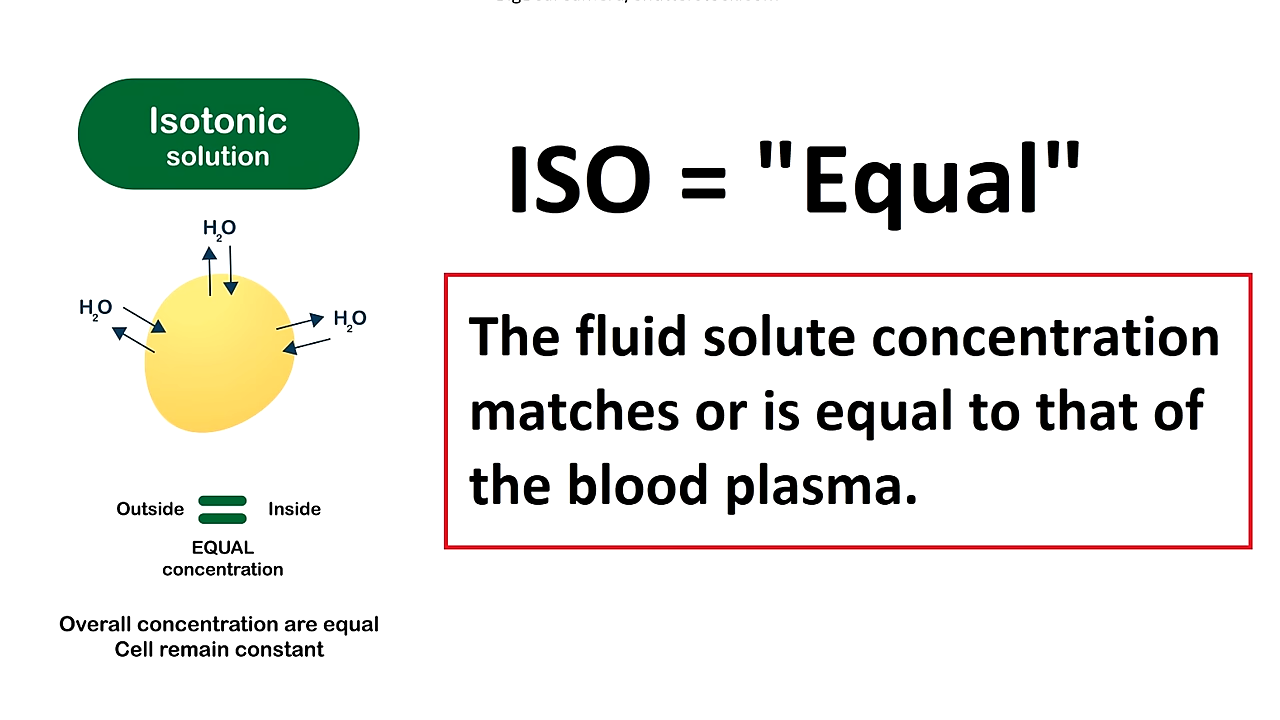 Isotonic
solution
ISO = "Equal"
H2O
H2O
H2O
The fluid solute concentration
matches or is equal to that of
the blood plasma.
Outside
Inside
EQUAL
concentration
Overall concentration are equal
Cell remain constant